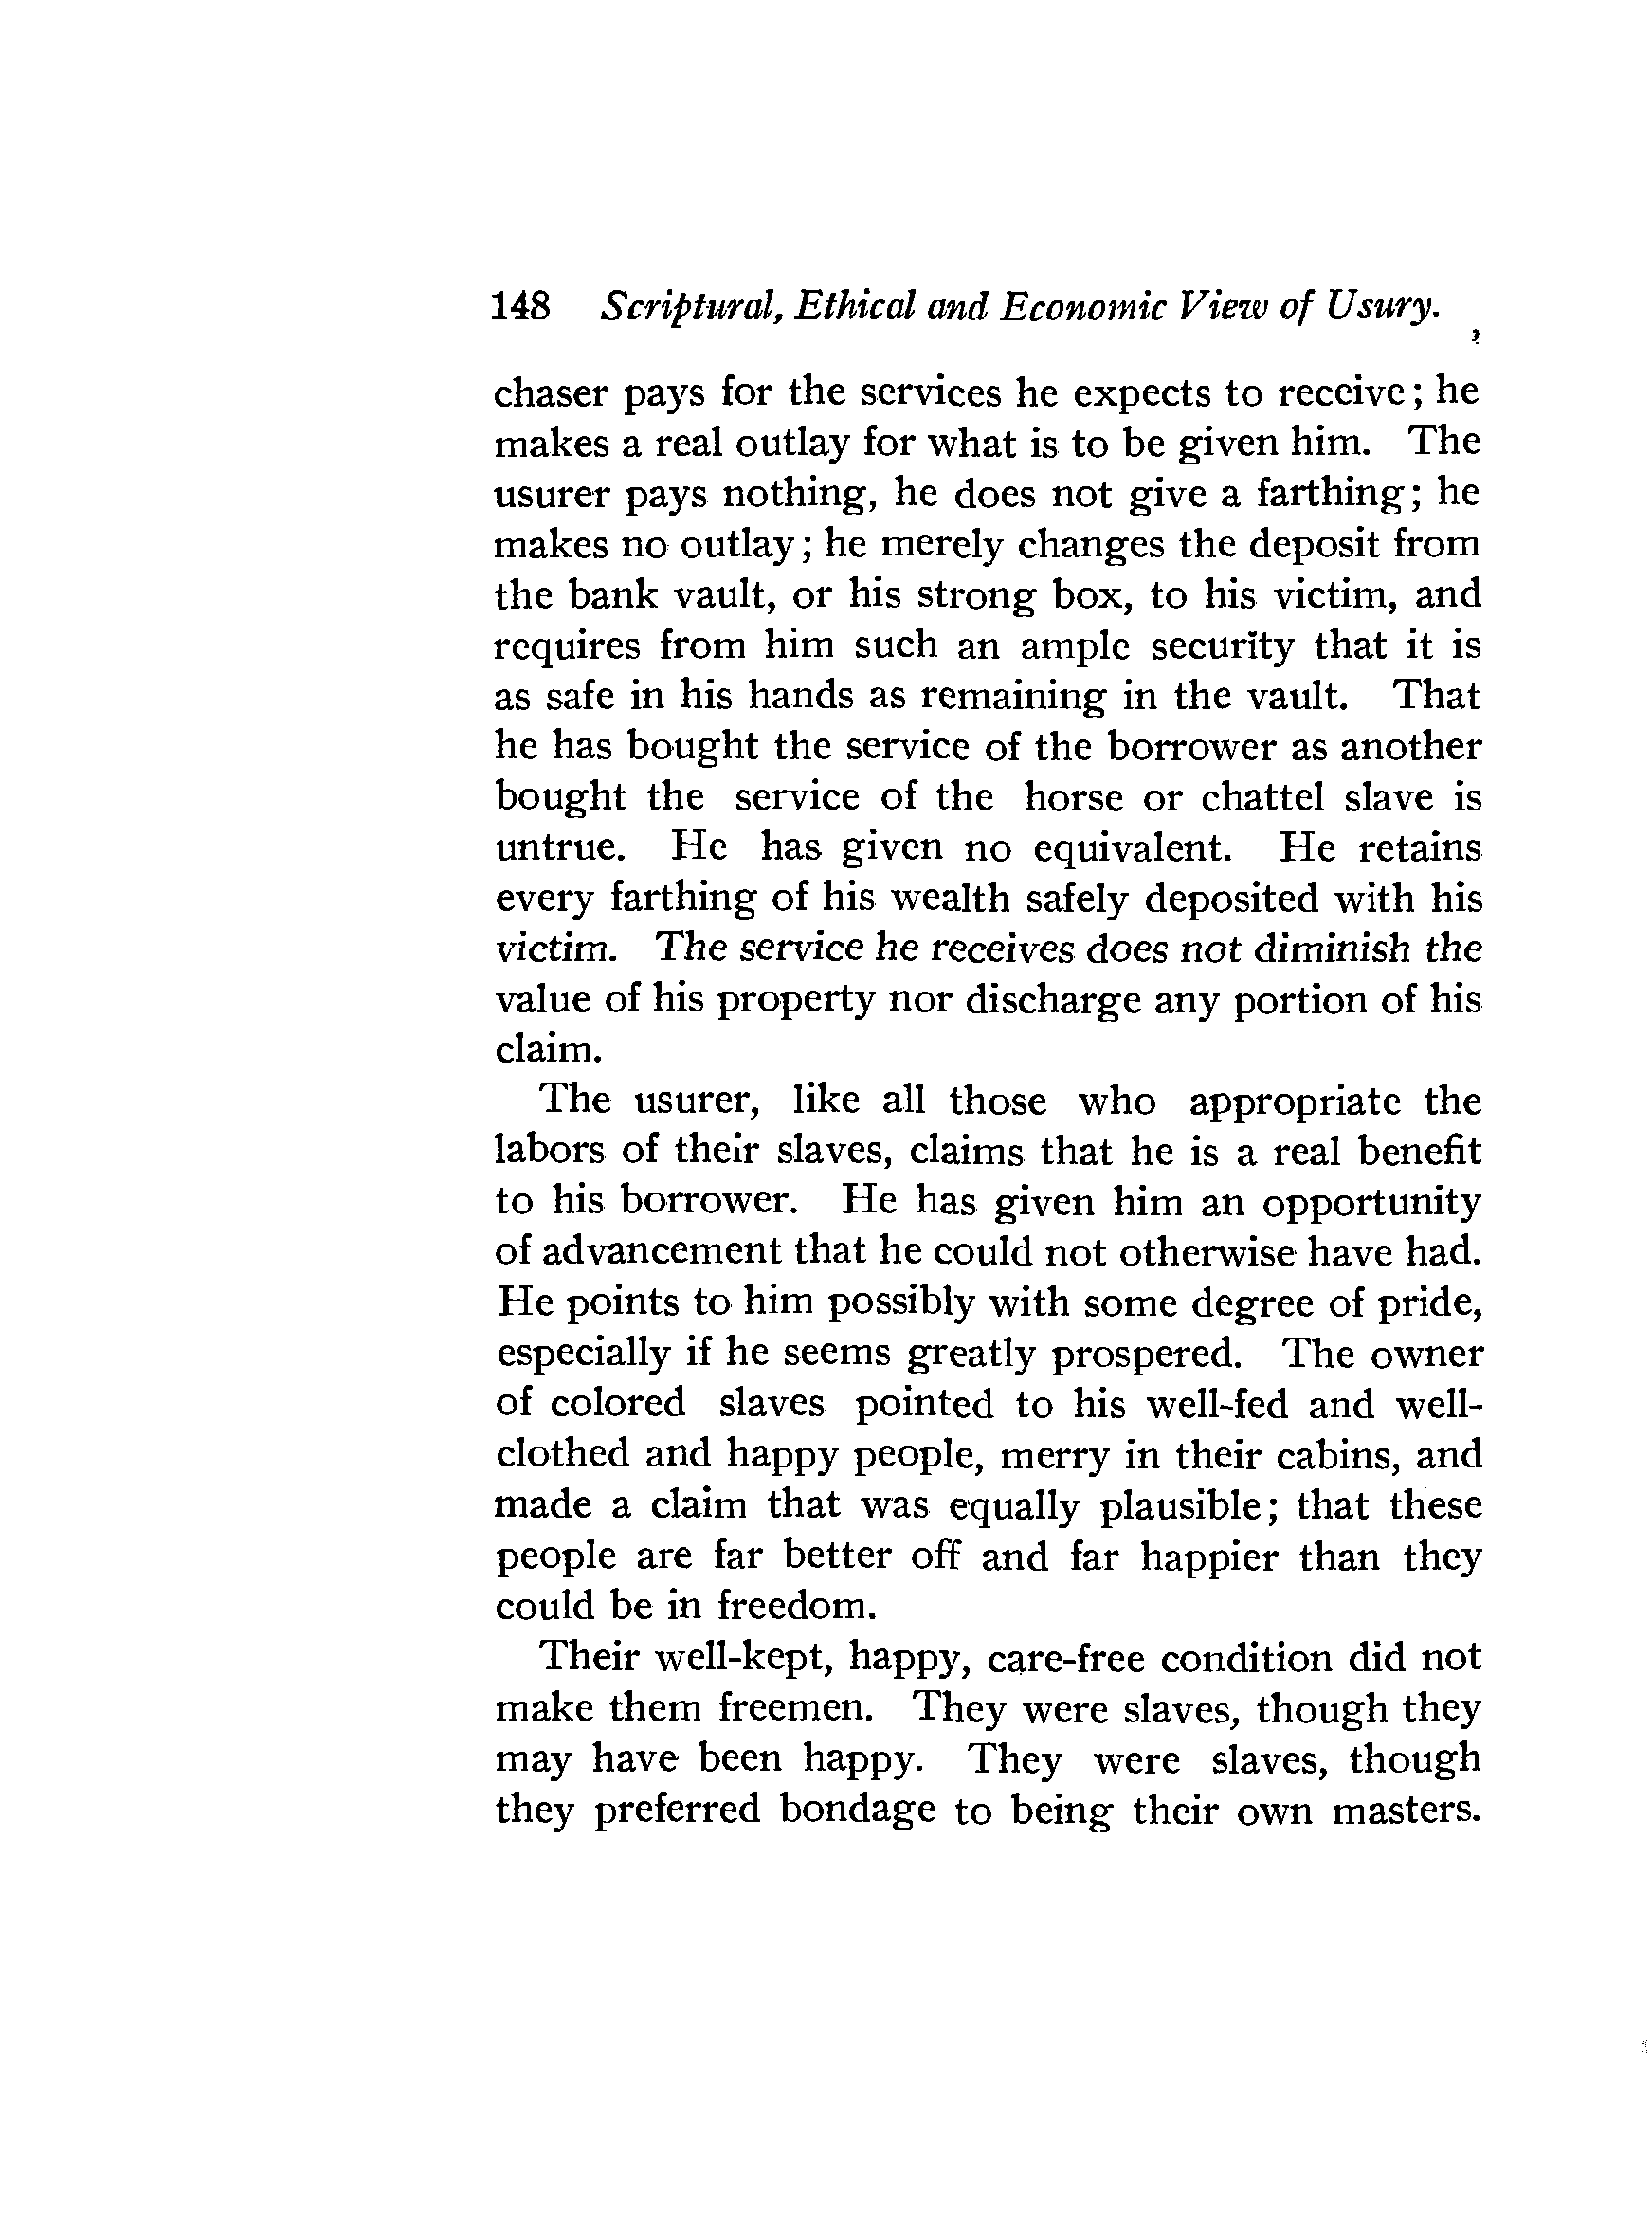 148 Scriptural, Ethical and Economic View of Usury.
chaser pays for the services he expects to receive; he
makes a real outlay for what is to be given him. The
usurer pays nothing, he does not give a farthing; he
makes no outlay; he merely changes the deposit from
the bank vault, or his strong box, to his victim, and
requires from him such an ample security that it is
as safe in his hands as remaining in the vault. That
he has bought the service of the borrower as another
bought the service of the horse or chattel slave is
untrue. He has given no equivalent. He retains
every farthing of his wealth safely deposited with his
victim. The service he receives does not diminish the
value of his property nor discharge any portion of his
claim.
The usurer, like all those who appropriate the
labors of their slaves, claims that he is a real benefit
to his borrower. He has given him an opportunity
of advancement that he could not otherwise have had.
He points to him possibly with some degree of pride,
especially if he seems greatly prospered. The owner
of colored slaves pointed to his well-fed and well-
clothed and happy people, merry in their cabins, and
made a claim that was equally plausible; that these
people are far better off and far happier than they
could be in freedom.
Their well-kept, happy, care-free condition did not
make them freemen. They were slaves, though they
may have been happy. They were slaves, though
they preferred bondage to being their own masters.